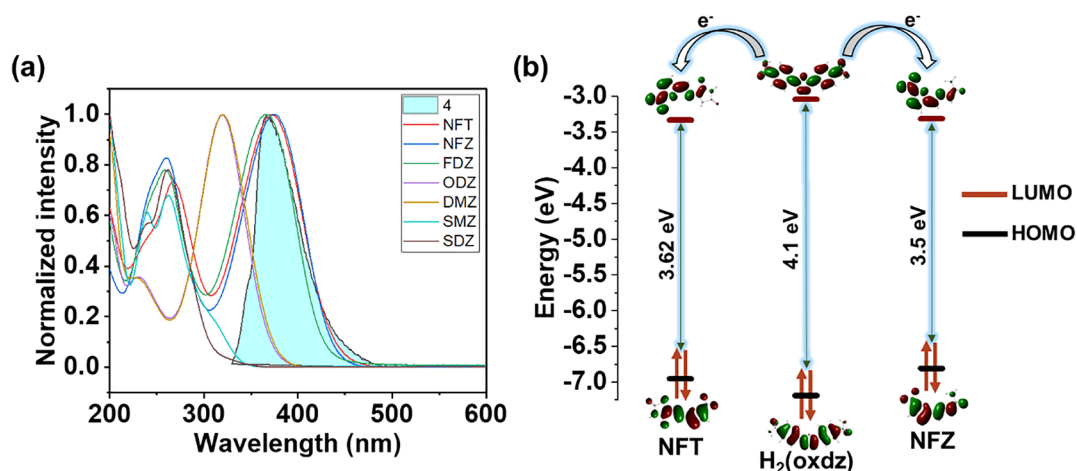 (a)
Normalized intensity
1.0
0.8
0.6
0.4
0.2
0.0
200
300
400
500
600
Wavelength (nm)
4
NFT
NFZ
FDZ
ODZ
DMZ
SMZ
SDZ
(b)
e-
e-
Energy (eV)
-3.0
-3.5
-4.0
-4.5
-5.0
-5.5
-6.0
-6.5
-7.0
3.62 eV
4.1 eV
3.5 eV
LUMO
HOMO
NFT
H2(oxdz)
NFZ